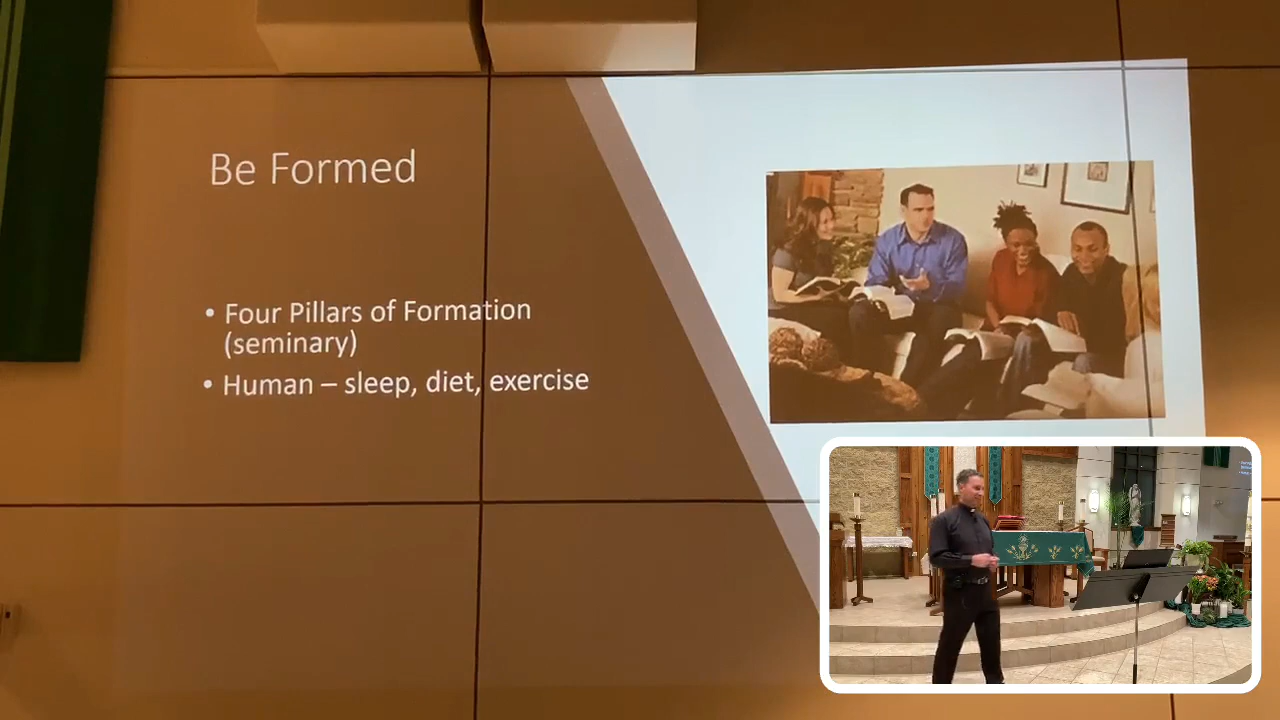 Be Formed
• Four Pillars of Formation
(seminary)
• Human – sleep, diet, exercise